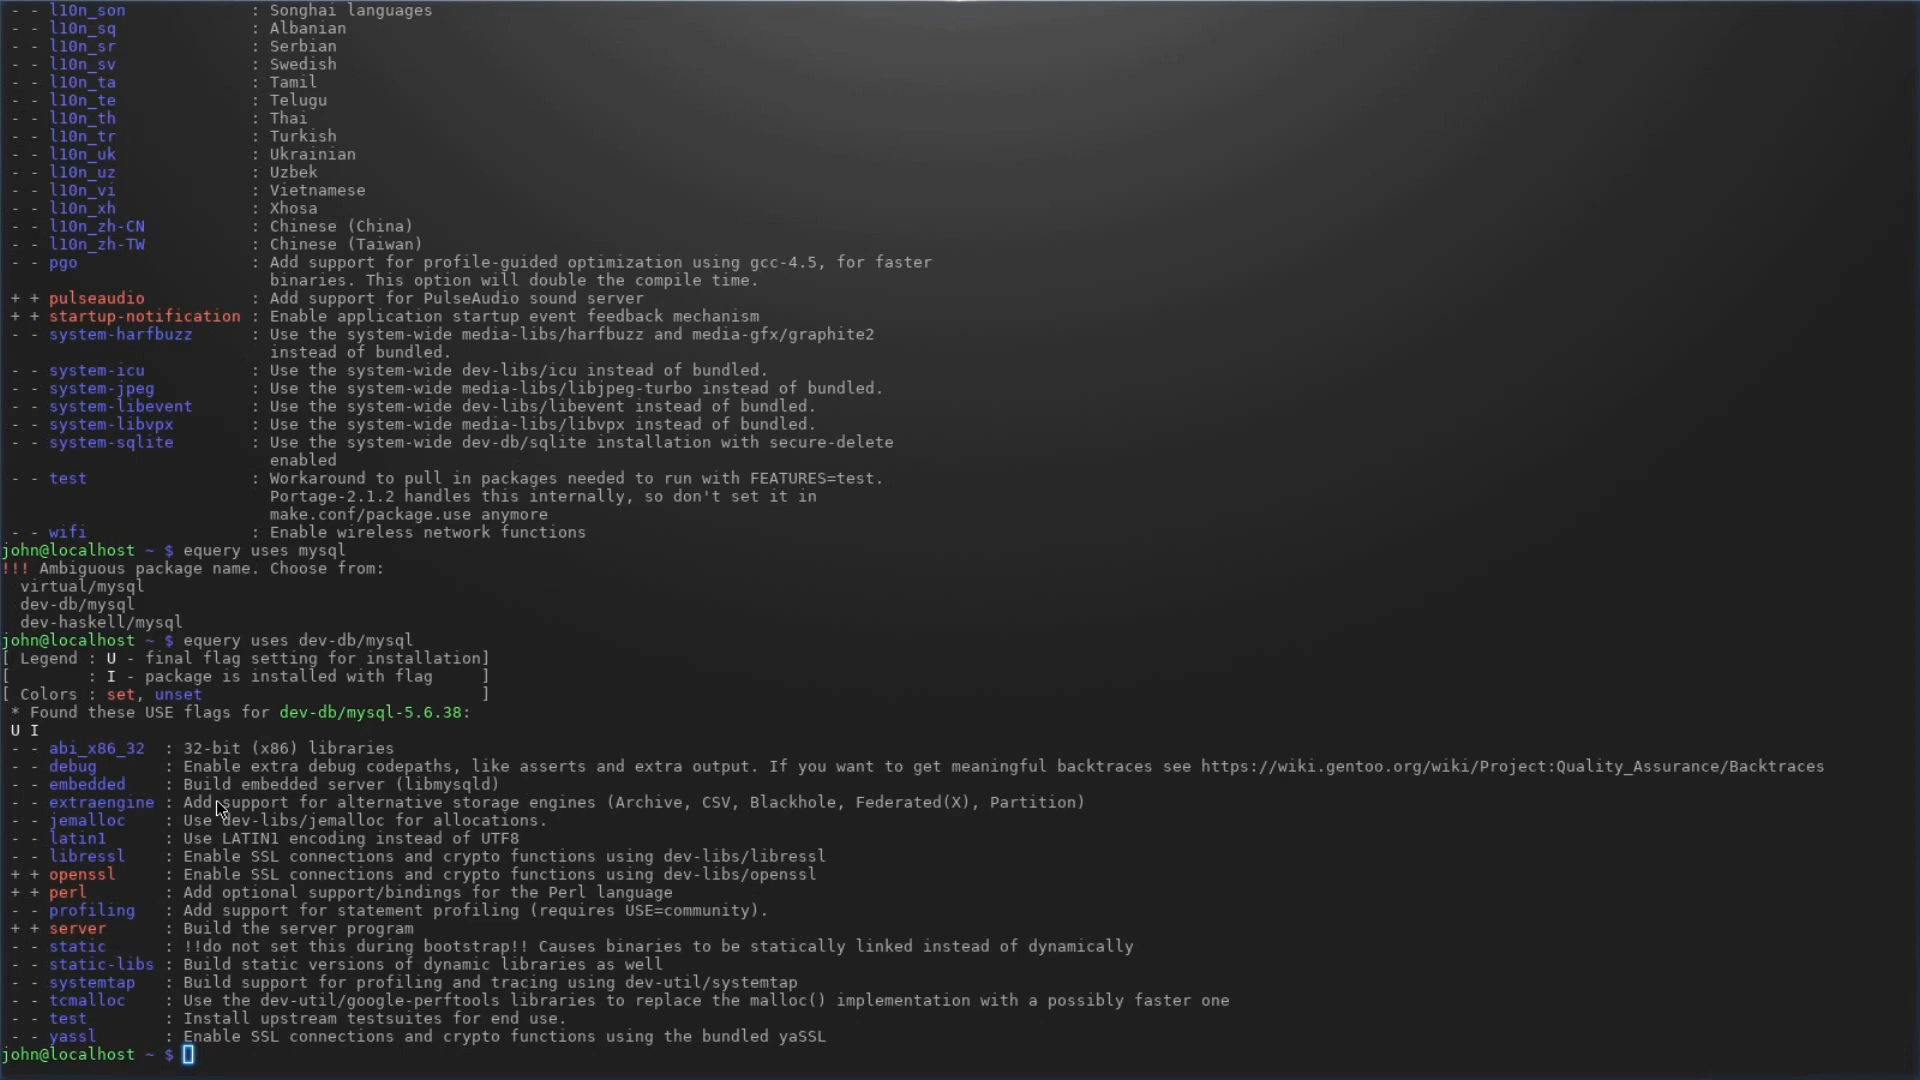 - - l10n_son             : Songhai languages
- - l10n_sq              : Albanian
- - l10n_sr              : Serbian
- - l10n_sv              : Swedish
- - l10n_ta              : Tamil
- - l10n_te              : Telugu
- - l10n_th              : Thai
- - l10n_tr              : Turkish
- - l10n_uk              : Ukrainian
- - l10n_uz              : Uzbek
- - l10n_vi              : Vietnamese
- - l10n_xh              : Xhosa
- - l10n_zh-CN           : Chinese (China)
- - l10n_zh-TW           : Chinese (Taiwan)
- - pgo                  : Add support for profile-guided optimization using gcc-4.5, for faster
                           binaries. This option will double the compile time.
+ + pulseaudio           : Add support for PulseAudio sound server
+ + startup-notification : Enable application startup event feedback mechanism
- - system-harfbuzz      : Use the system-wide media-libs/harfbuzz and media-gfx/graphite2
                           instead of bundled.
- - system-icu           : Use the system-wide dev-libs/icu instead of bundled.
- - system-jpeg          : Use the system-wide media-libs/libjpeg-turbo instead of bundled.
- - system-libevent      : Use the system-wide dev-libs/libevent instead of bundled.
- - system-libvpx        : Use the system-wide media-libs/libvpx instead of bundled.
- - system-sqlite        : Use the system-wide dev-db/sqlite installation with secure-delete
                           enabled
- - test                 : Workaround to pull in packages needed to run with FEATURES=test.
                           Portage-2.1.2 handles this internally, so don't set it in
                           make.conf/package.use anymore
- - wifi                 : Enable wireless network functions
john@localhost ~ $ equery uses mysql
!!! Ambiguous package name. Choose from:
  virtual/mysql
  dev-db/mysql
  dev-haskell/mysql
john@localhost ~ $ equery uses dev-db/mysql
[ Legend : U - final flag setting for installation]
[        : I - package is installed with flag     ]
[ Colors : set, unset                             ]
 * Found these USE flags for dev-db/mysql-5.6.38:
 U I
 - - abi_x86_32  : 32-bit (x86) libraries
 - - debug       : Enable extra debug codepaths, like asserts and extra output. If you want to get meaningful backtraces see https://wiki.gentoo.org/wiki/Project:Quality_Assurance/Backtraces
 - - embedded    : Build embedded server (libmysqld)
 - - extraengine : Add support for alternative storage engines (Archive, CSV, Blackhole, Federated(X), Partition)
 - - jemalloc    : Use dev-libs/jemalloc for allocations.
 - - latin1      : Use LATIN1 encoding instead of UTF8
 - - libressl    : Enable SSL connections and crypto functions using dev-libs/libressl
 + + openssl     : Enable SSL connections and crypto functions using dev-libs/openssl
 + + perl        : Add optional support/bindings for the Perl language
 - - profiling   : Add support for statement profiling (requires USE=community).
 + + server      : Build the server program
 - - static      : !!do not set this during bootstrap!! Causes binaries to be statically linked instead of dynamically
 - - static-libs : Build static versions of dynamic libraries as well
 - - systemtap   : Build support for profiling and tracing using dev-util/systemtap
 - - tcmalloc    : Use the dev-util/google-perftools libraries to replace the malloc() implementation with a possibly faster one
 - - test        : Install upstream testsuites for end use.
 - - yassl       : Enable SSL connections and crypto functions using the bundled yaSSL
john@localhost ~ $